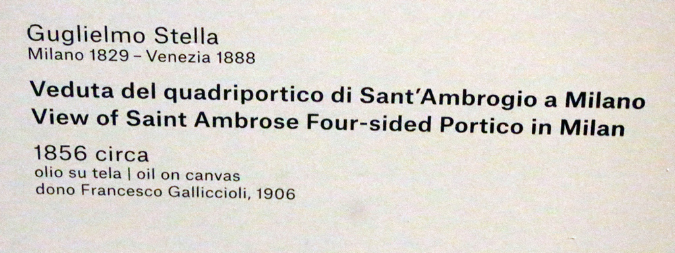 Guglielmo Stella
Milano 1829 – Venezia 1888
Veduta del quadriportico di Sant'Ambrogio a Milano
View of Saint Ambrose Four-sided Portico in Milan
1856 circa
olio su tela | oil on canvas
dono Francesco Galliccioli, 1906